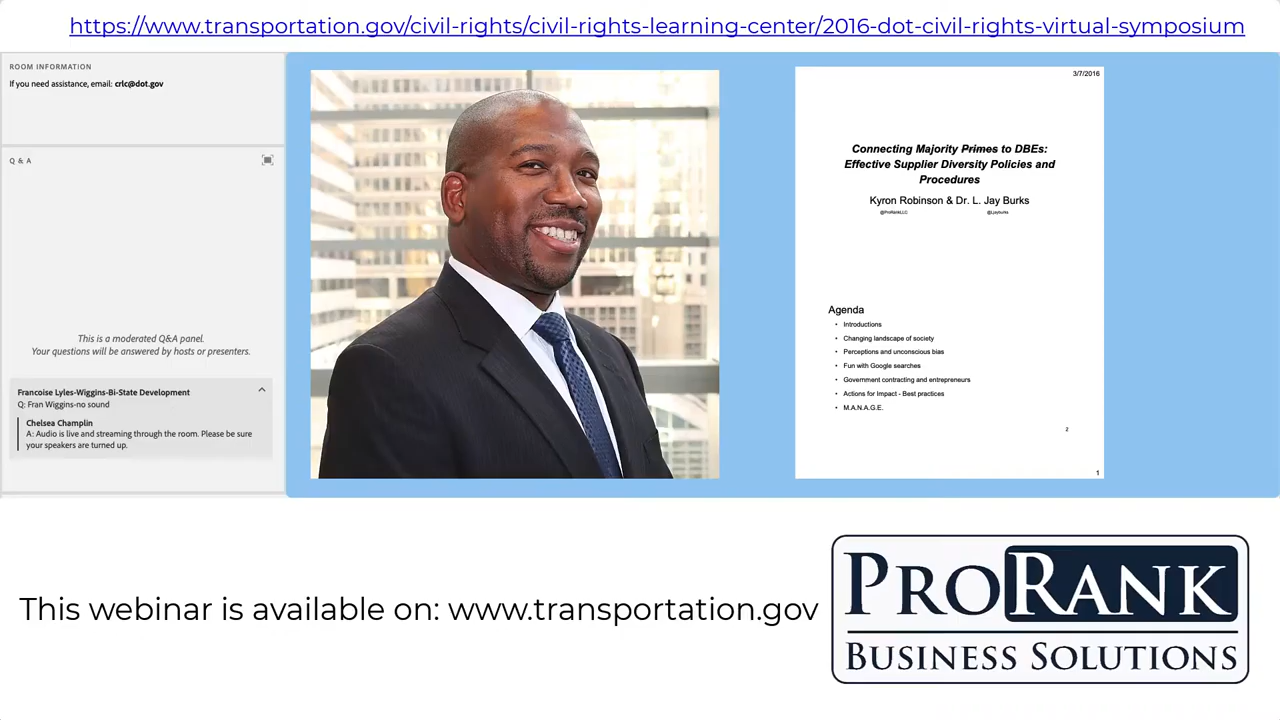 https://www.transportation.gov/civil-rights/civil-rights-learning-center/2016-dot-civil-rights-virtual-symposium
ROOM INFORMATION
If you need assistance, email: crlc@dot.gov
Q & A
This is a moderated Q&A panel.
Your questions will be answered by hosts or presenters.
Francoise Lyles-Wiggins-Bi-State Development
Q: Fran Wiggins-no sound
Chelsea Champlin
A: Audio is live and streaming through the room. Please be sure
your speakers are turned up.
3/7/2016
Connecting Majority Primes to DBEs:
Effective Supplier Diversity Policies and
Procedures
Kyron Robinson & Dr. L. Jay Burks
@ProRankLLC @Ljayburks
Agenda
• Introductions
• Changing landscape of society
• Perceptions and unconscious bias
• Fun with Google searches
• Government contracting and entrepreneurs
• Actions for Impact - Best practices
• M.A.N.A.G.E.
2
1
This webinar is available on: www.transportation.gov
PRORANK
BUSINESS SOLUTIONS